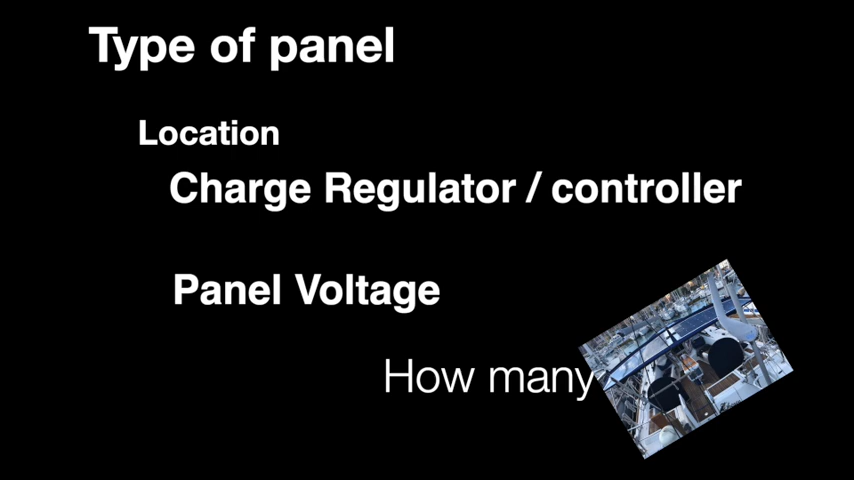 Type of panel
Location
Charge Regulator / controller
Panel Voltage
How many